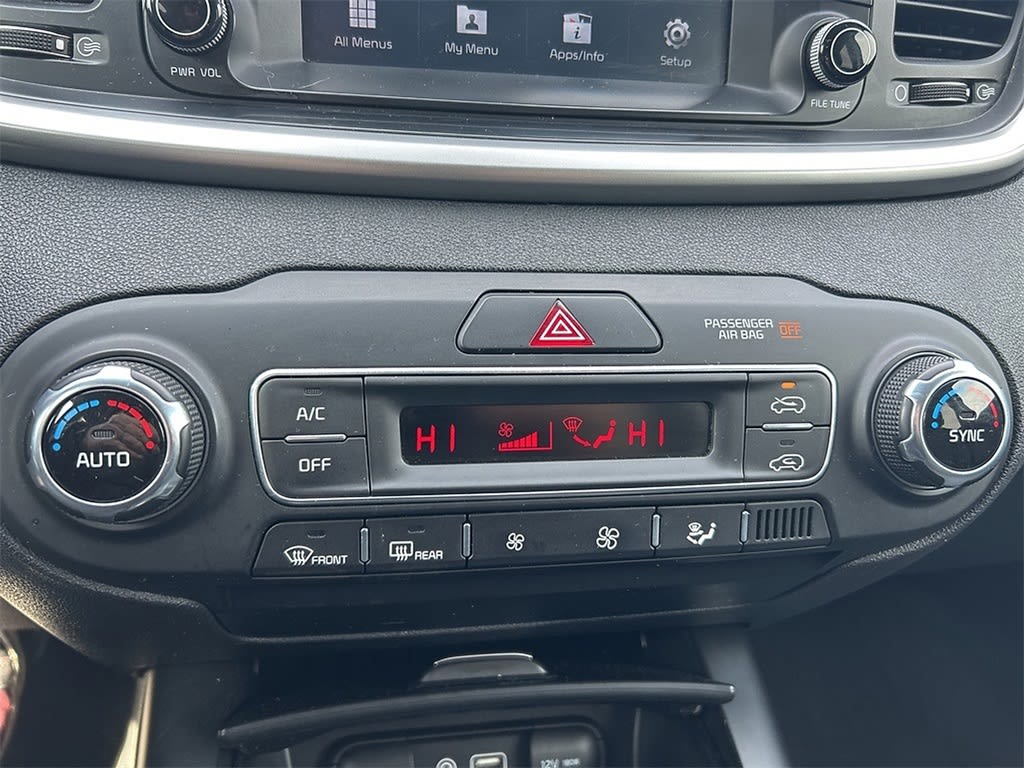 All Menus
My Menu
Apps/Info
Setup
PWR VOL
FILE TUNE
PASSENGER
AIR BAG
OFF
A/C
HI
HI
AUTO
OFF
SYNC
FRONT
REAR
12V